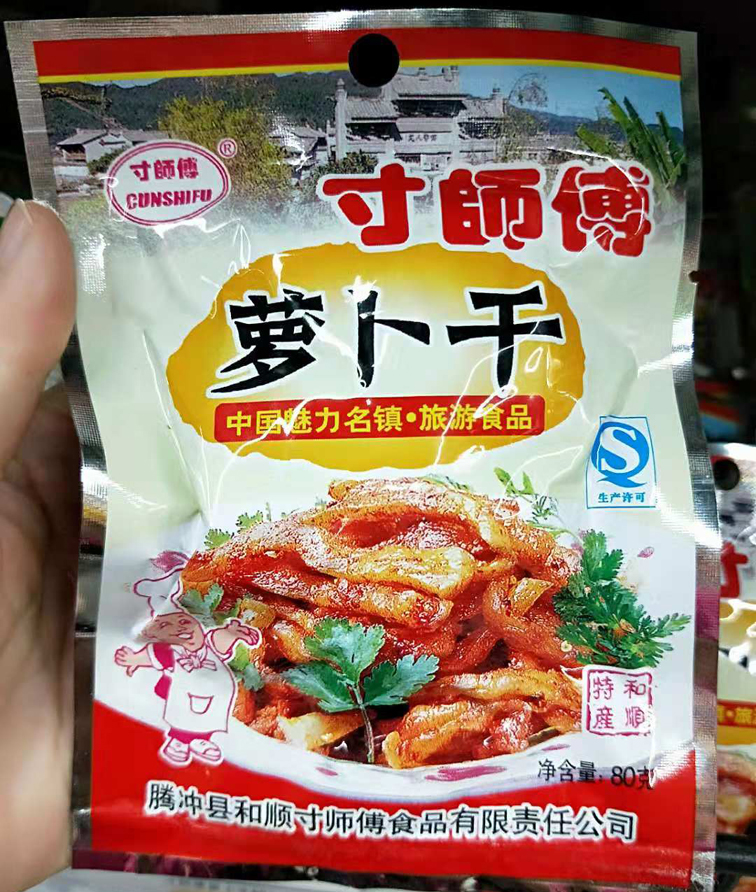 寸師傅®
CUNSHIFU
寸師傅
萝卜干
中国魅力名镇•旅游食品
生产许可
和順
特産
净含量:80克
腾冲县和顺寸师傅食品有限责任公司